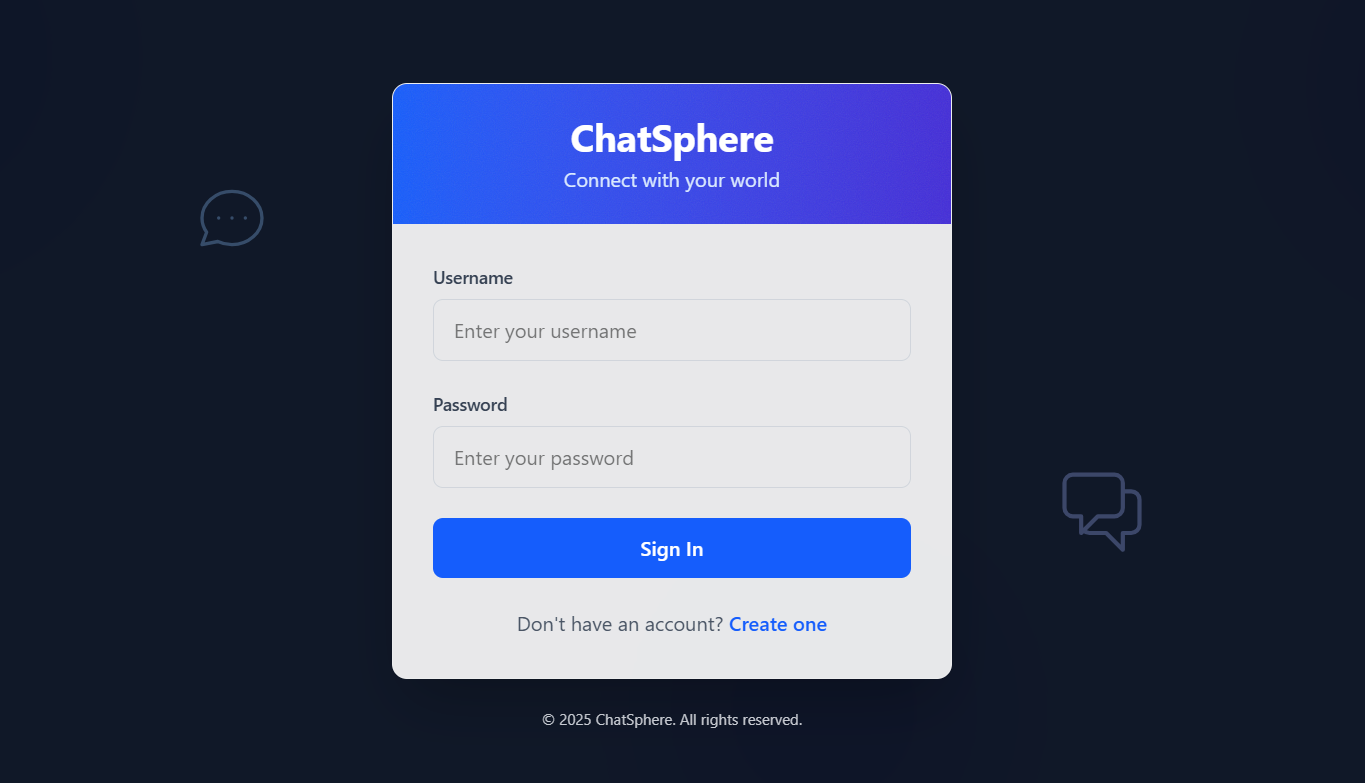 ChatSphere
Connect with your world
Username
Enter your username
Password
Enter your password
Sign In
Don't have an account? Create one
© 2025 ChatSphere. All rights reserved.